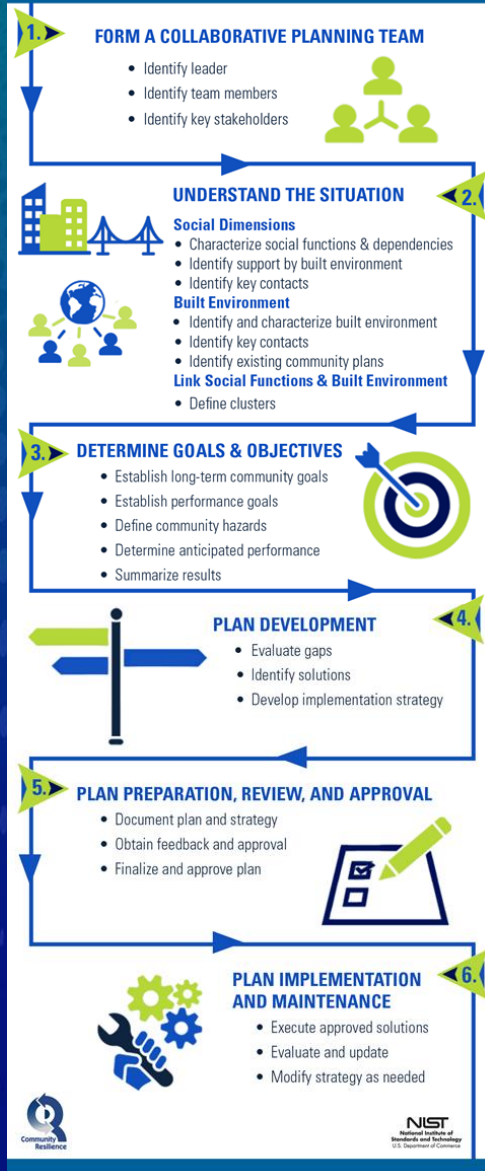 1.
FORM A COLLABORATIVE PLANNING TEAM
• Identify leader
• Identify team members
• Identify key stakeholders
2.
UNDERSTAND THE SITUATION
Social Dimensions
• Characterize social functions & dependencies
• Identify support by built environment
• Identify key contacts
Built Environment
• Identify and characterize built environment
• Identify key contacts
• Identify existing community plans
Link Social Functions & Built Environment
• Define clusters
3.
DETERMINE GOALS & OBJECTIVES
• Establish long-term community goals
• Establish performance goals
• Define community hazards
• Determine anticipated performance
• Summarize results
4.
PLAN DEVELOPMENT
• Evaluate gaps
• Identify solutions
• Develop implementation strategy
5.
PLAN PREPARATION, REVIEW, AND APPROVAL
• Document plan and strategy
• Obtain feedback and approval
• Finalize and approve plan
6.
PLAN IMPLEMENTATION
AND MAINTENANCE
• Execute approved solutions
• Evaluate and update
• Modify strategy as needed
Community
Resilience
NIST
National Institute of
Standards and Technology
U.S. Department of Commerce